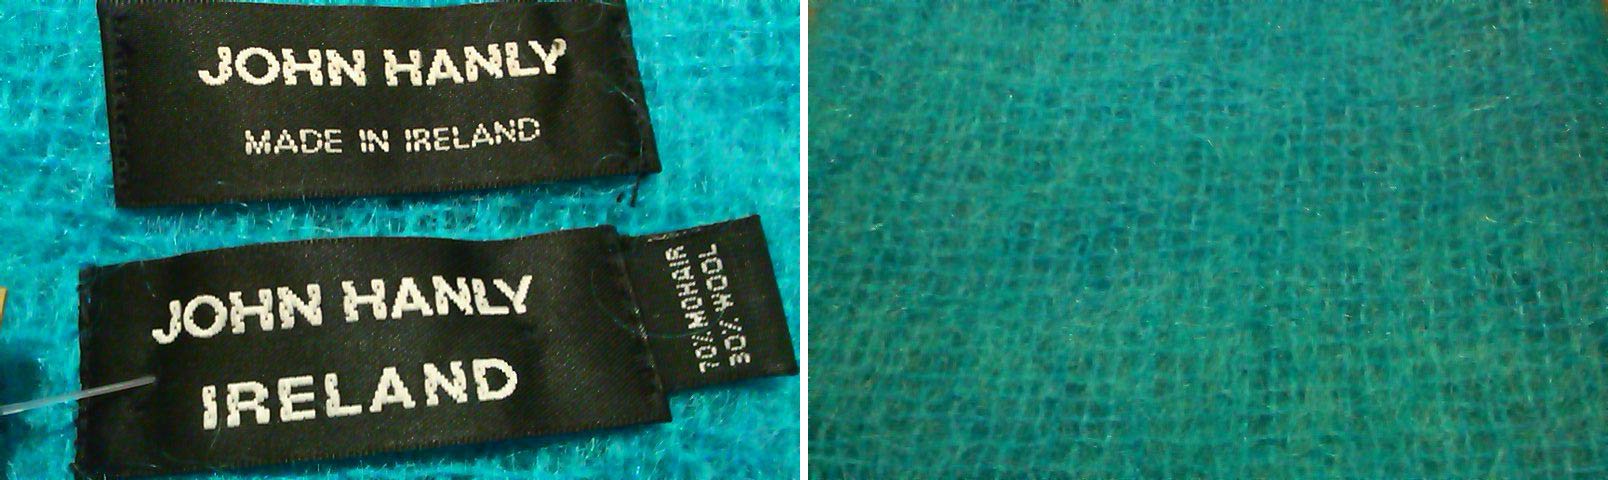 JOHN HANLY
MADE IN IRELAND
JOHN HANLY
IRELAND
70% MOHAIR
30% WOOL